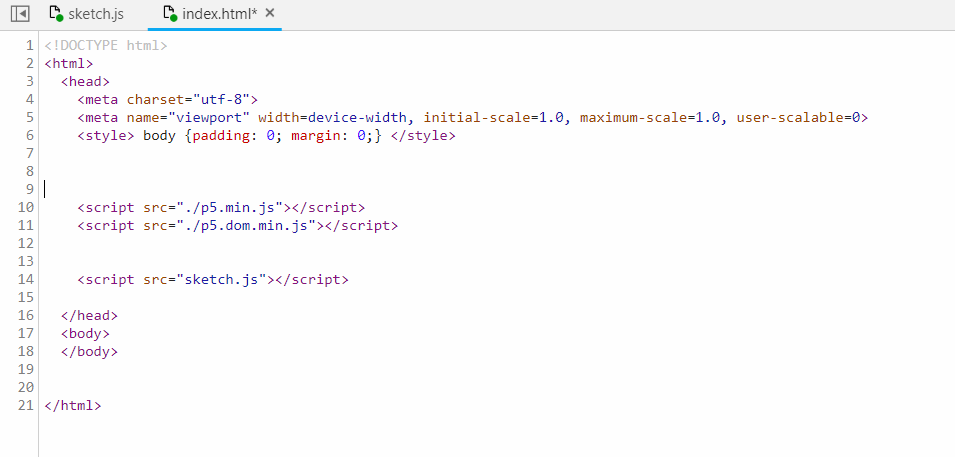 sketch.js index.html* ×
1 <!DOCTYPE html>
2 <html>
3 <head>
4 <meta charset="utf-8">
5 <meta name="viewport" width=device-width, initial-scale=1.0, maximum-scale=1.0, user-scalable=0>
6 <style> body {padding: 0; margin: 0;} </style>
7
8
9
10 <script src="./p5.min.js"></script>
11 <script src="./p5.dom.min.js"></script>
12
13
14 <script src="sketch.js"></script>
15
16 </head>
17 <body>
18 </body>
19
20
21 </html>